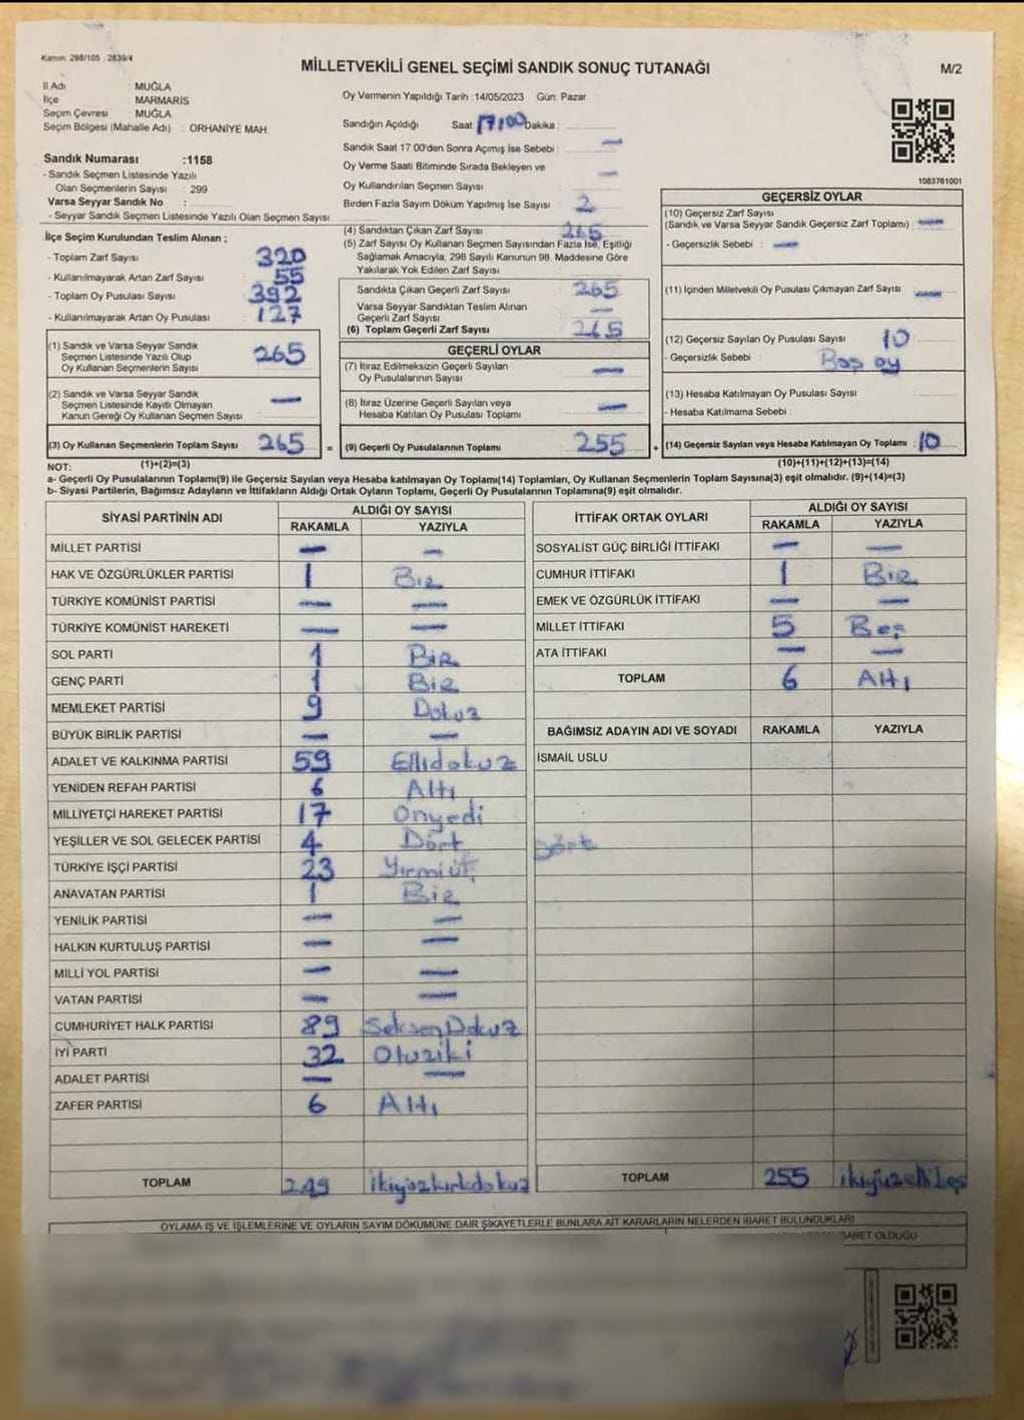 Kanun: 298/105 , 2839/4
MİLLETVEKİLİ GENEL SEÇİMİ SANDIK SONUÇ TUTANAĞI
M/2
İl Adı : MUĞLA
İlçe : MARMARİS
Seçim Çevresi : MUĞLA
Seçim Bölgesi (Mahalle Adı) : ORHANİYE MAH.
Sandık Numarası :1158
- Sandık Seçmen Listesinde Yazılı
Olan Seçmenlerin Sayısı : 299
Varsa Seyyar Sandık No :
- Seyyar Sandık Seçmen Listesinde Yazılı Olan Seçmen Sayısı :
Oy Vermenin Yapıldığı Tarih :14/05/2023 Gün: Pazar
Sandığın Açıldığı Saat: 17:00 Dakika :
Sandık Saat 17:00'den Sonra Açımış İse Sebebi : —
Oy Verme Saati Bitiminde Sırada Bekleyen ve
Oy Kullandırılan Seçmen Sayısı : —
Birden Fazla Sayım Döküm Yapılmış İse Sayısı : 2
1083761001
İlçe Seçim Kurulundan Teslim Alınan ;
- Toplam Zarf Sayısı : 320
- Kullanılmayarak Artan Zarf Sayısı : 55
- Toplam Oy Pusulası Sayısı : 392
- Kullanılmayarak Artan Oy Pusulası : 127
(4) Sandıktan Çıkan Zarf Sayısı : 265
(5) Zarf Sayısı Oy Kullanan Seçmen Sayısından Fazla İse, Eşitliği
Sağlamak Amacıyla, 298 Sayılı Kanunun 98. Maddesine Göre
Yakılarak Yok Edilen Zarf Sayısı :
Sandıkta Çıkan Geçerli Zarf Sayısı : 265
Varsa Seyyar Sandıktan Teslim Alınan
Geçerli Zarf Sayısı : —
(6) Toplam Geçerli Zarf Sayısı : 265
GEÇERSİZ OYLAR
(10) Geçersiz Zarf Sayısı
(Sandık ve Varsa Seyyar Sandık Geçersiz Zarf Toplamı) : —
- Geçersizlik Sebebi : —
(11) İçinden Milletvekili Oy Pusulası Çıkmayan Zarf Sayısı : —
(12) Geçersiz Sayılan Oy Pusulası Sayısı : 10
- Geçersizlik Sebebi : Boş oy
(13) Hesaba Katılmayan Oy Pusulası Sayısı :
- Hesaba Katılmama Sebebi :
(14) Geçersiz Sayılan veya Hesaba Katılmayan Oy Toplamı : 10
(1) Sandık ve Varsa Seyyar Sandık
Seçmen Listesinde Yazılı Olup
Oy Kullanan Seçmenlerin Sayısı : 265
(2) Sandık ve Varsa Seyyar Sandık
Seçmen Listesinde Kayıtlı Olmayan
Kanun Gereği Oy Kullanan Seçmen Sayısı : —
(3) Oy Kullanan Seçmenlerin Toplam Sayısı : 265 =
GEÇERLİ OYLAR
(7) İtiraz Edilmeksizin Geçerli Sayılan
Oy Pusulalarının Sayısı : —
(8) İtiraz Üzerine Geçerli Sayılan veya
Hesaba Katılan Oy Pusulası Toplamı : —
(9) Geçerli Oy Pusulalarının Toplamı : 255 +
NOT: (1)+(2)=(3) (10)+(11)+(12)+(13)=(14)
a- Geçerli Oy Pusulalarının Toplamı(9) ile Geçersiz Sayılan veya Hesaba katılmayan Oy Toplamı(14) Toplamları, Oy Kullanan Seçmenlerin Toplam Sayısına(3) eşit olmalıdır. (9)+(14)=(3)
b- Siyasi Partilerin, Bağımsız Adayların ve İttifakların Aldığı Ortak Oyların Toplamı, Geçerli Oy Pusulalarının Toplamına(9) eşit olmalıdır.
SİYASİ PARTİNİN ADI
ALDIĞI OY SAYISI
RAKAMLA YAZIYLA
MİLLET PARTİSİ — —
HAK VE ÖZGÜRLÜKLER PARTİSİ 1 Bir
TÜRKİYE KOMÜNİST PARTİSİ — —
TÜRKİYE KOMÜNİST HAREKETİ — —
SOL PARTİ 1 Bir
GENÇ PARTİ 1 Bir
MEMLEKET PARTİSİ 9 Dokuz
BÜYÜK BİRLİK PARTİSİ — —
ADALET VE KALKINMA PARTİSİ 59 Ellidokuz
YENİDEN REFAH PARTİSİ 6 Altı
MİLLİYETÇİ HAREKET PARTİSİ 17 Onyedi
YEŞİLLER VE SOL GELECEK PARTİSİ 4 Dört
TÜRKİYE İŞÇİ PARTİSİ 23 Yirmiüç
ANAVATAN PARTİSİ 1 Bir
YENİLİK PARTİSİ — —
HALKIN KURTULUŞ PARTİSİ — —
MİLLİ YOL PARTİSİ — —
VATAN PARTİSİ — —
CUMHURİYET HALK PARTİSİ 89 SeksenDokuz
İYİ PARTİ 32 Otuziki
ADALET PARTİSİ — —
ZAFER PARTİSİ 6 Altı
TOPLAM 249 ikiyüzkırkdokuz
İTTİFAK ORTAK OYLARI
ALDIĞI OY SAYISI
RAKAMLA YAZIYLA
SOSYALİST GÜÇ BİRLİĞİ İTTİFAKI — —
CUMHUR İTTİFAKI 1 Bir
EMEK VE ÖZGÜRLÜK İTTİFAKI — —
MİLLET İTTİFAKI 5 Beş
ATA İTTİFAKI — —
TOPLAM 6 Altı
BAĞIMSIZ ADAYIN ADI VE SOYADI RAKAMLA YAZIYLA
İSMAİL USLU
Dört
TOPLAM 255 ikiyüzelliBeş
OYLAMA İŞ VE İŞLEMLERİNE VE OYLARIN SAYIM DÖKÜMÜNE DAİR ŞİKAYETLERLE BUNLARA AİT KARARLARIN NELERDEN İBARET BULUNDUKLARI
OLDUĞU